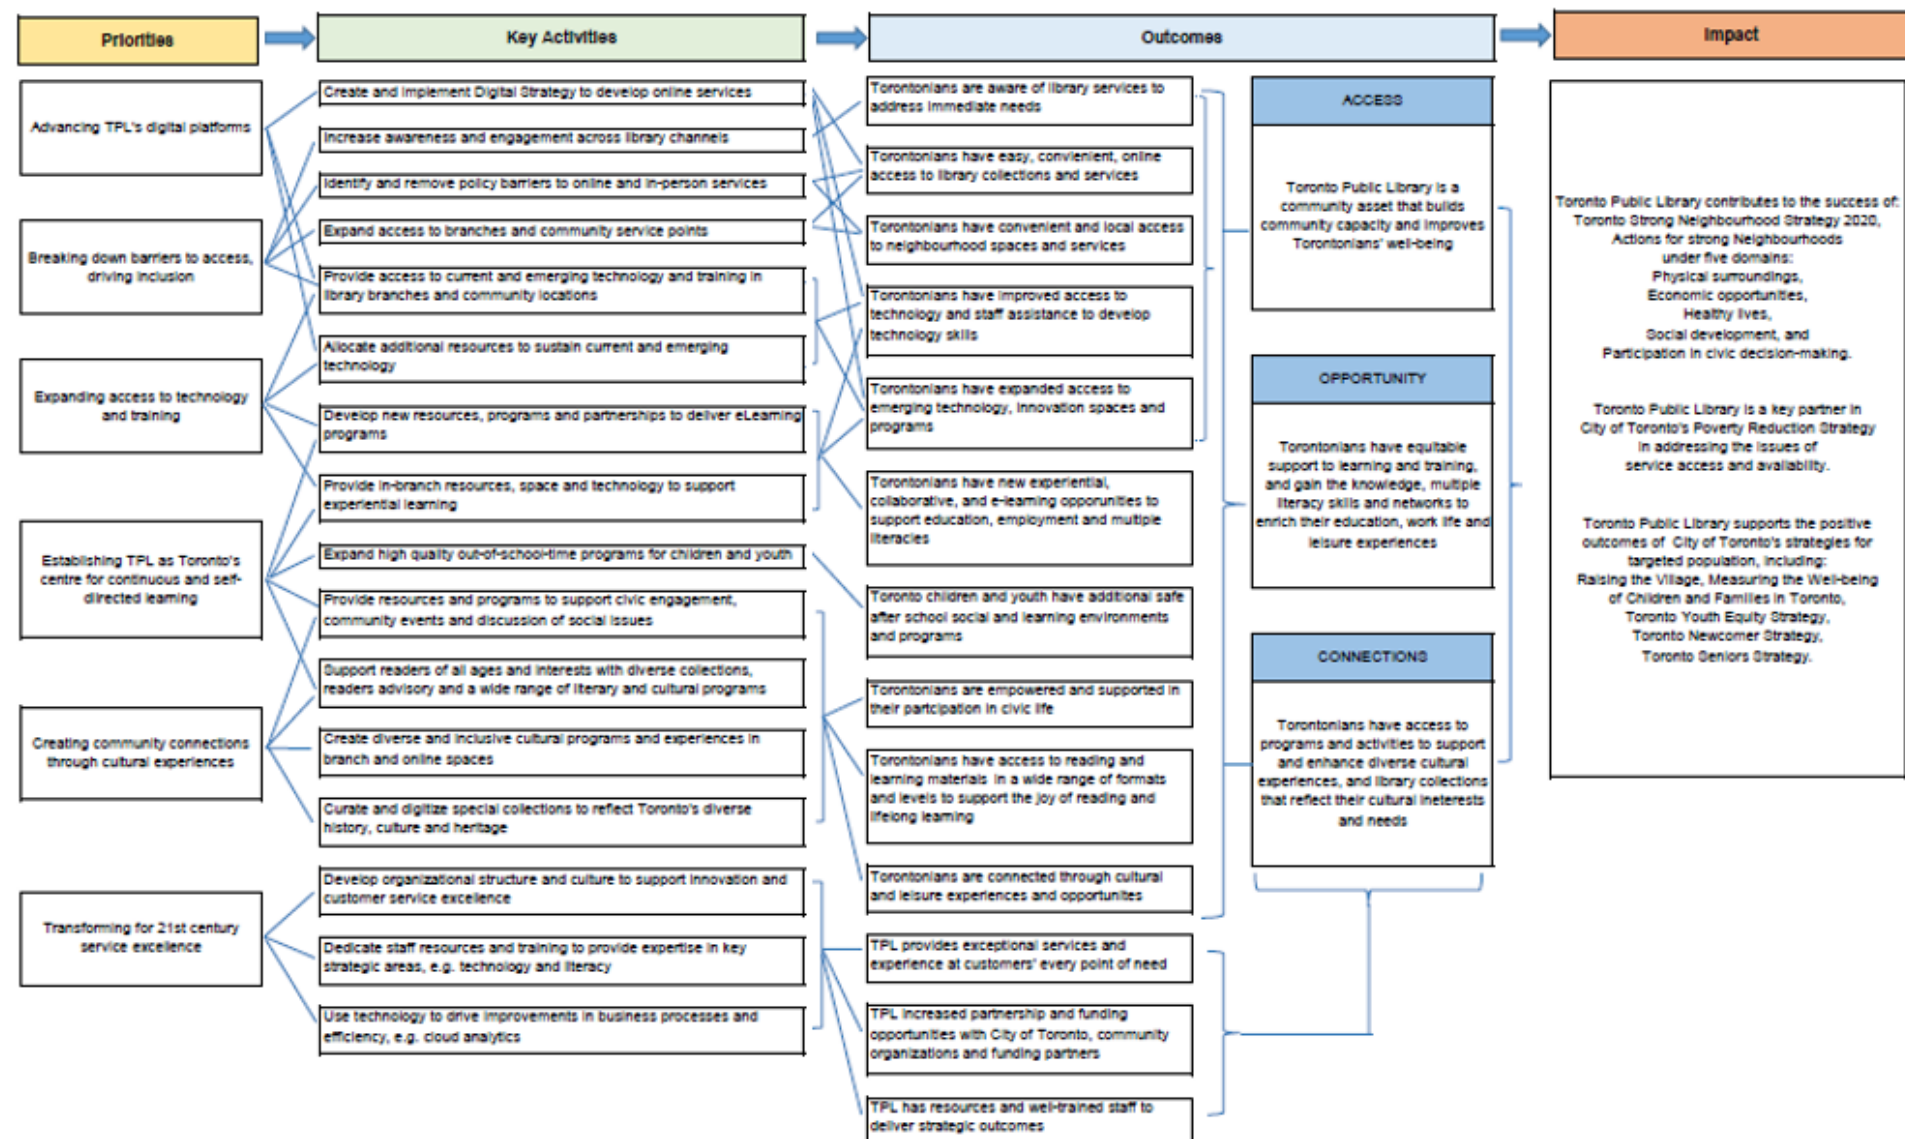 Priorities
Key Activities
Outcomes
Impact
Advancing TPL's digital platforms
Breaking down barriers to access,
driving inclusion
Expanding access to technology
and training
Establishing TPL as Toronto's
centre for continuous and self-
directed learning
Creating community connections
through cultural experiences
Transforming for 21st century
service excellence
Create and implement Digital Strategy to develop online services
Increase awareness and engagement across library channels
Identify and remove policy barriers to online and in-person services
Expand access to branches and community service points
Provide access to current and emerging technology and training in
library branches and community locations
Allocate additional resources to sustain current and emerging
technology
Develop new resources, programs and partnerships to deliver eLearning
programs
Provide in-branch resources, space and technology to support
experiential learning
Expand high quality out-of-school-time programs for children and youth
Provide resources and programs to support civic engagement,
community events and discussion of social issues
Support readers of all ages and interests with diverse collections,
readers advisory and a wide range of literary and cultural programs
Create diverse and inclusive cultural programs and experiences in
branch and online spaces
Curate and digitize special collections to reflect Toronto's diverse
history, culture and heritage
Develop organizational structure and culture to support innovation and
customer service excellence
Dedicate staff resources and training to provide expertise in key
strategic areas, e.g. technology and literacy
Use technology to drive improvements in business processes and
efficiency, e.g. cloud analytics
Torontonians are aware of library services to
address immediate needs
Torontonians have easy, convienient, online
access to library collections and services
Torontonians have convenient and local access
to neighbourhood spaces and services
Torontonians have improved access to
technology and staff assistance to develop
technology skills
Torontonians have expanded access to
emerging technology, innovation spaces and
programs
Torontonians have new experiential,
collaborative, and e-learning opporunities to
support education, employment and multiple
literacies
Toronto children and youth have additional safe
after school social and learning environments
and programs
Torontonians are empowered and supported in
their partcipation in civic life
Torontonians have access to reading and
learning materials in a wide range of formats
and levels to support the joy of reading and
lifelong learning
Torontonians are connected through cultural
and leisure experiences and opportunites
TPL provides exceptional services and
experience at customers' every point of need
TPL increased partnership and funding
opportunities with City of Toronto, community
organizations and funding partners
TPL has resources and well-trained staff to
deliver strategic outcomes
ACCESS
Toronto Public Library is a
community asset that builds
community capacity and improves
Torontonians' well-being
OPPORTUNITY
Torontonians have equitable
support to learning and training,
and gain the knowledge, multiple
literacy skills and networks to
enrich their education, work life and
leisure experiences
CONNECTIONS
Torontonians have access to
programs and activities to support
and enhance diverse cultural
experiences, and library collections
that reflect their cultural ineterests
and needs
Toronto Public Library contributes to the success of:
Toronto Strong Neighbourhood Strategy 2020,
Actions for strong Neighbourhoods
under five domains:
Physical surroundings,
Economic opportunities,
Healthy lives,
Social development, and
Participation in civic decision-making.
Toronto Public Library is a key partner in
City of Toronto's Poverty Reduction Strategy
in addressing the issues of
service access and availability.
Toronto Public Library supports the positive
outcomes of City of Toronto's strategies for
targeted population, including:
Raising the Village, Measuring the Well-being
of Children and Families in Toronto,
Toronto Youth Equity Strategy,
Toronto Newcomer Strategy,
Toronto Seniors Strategy.